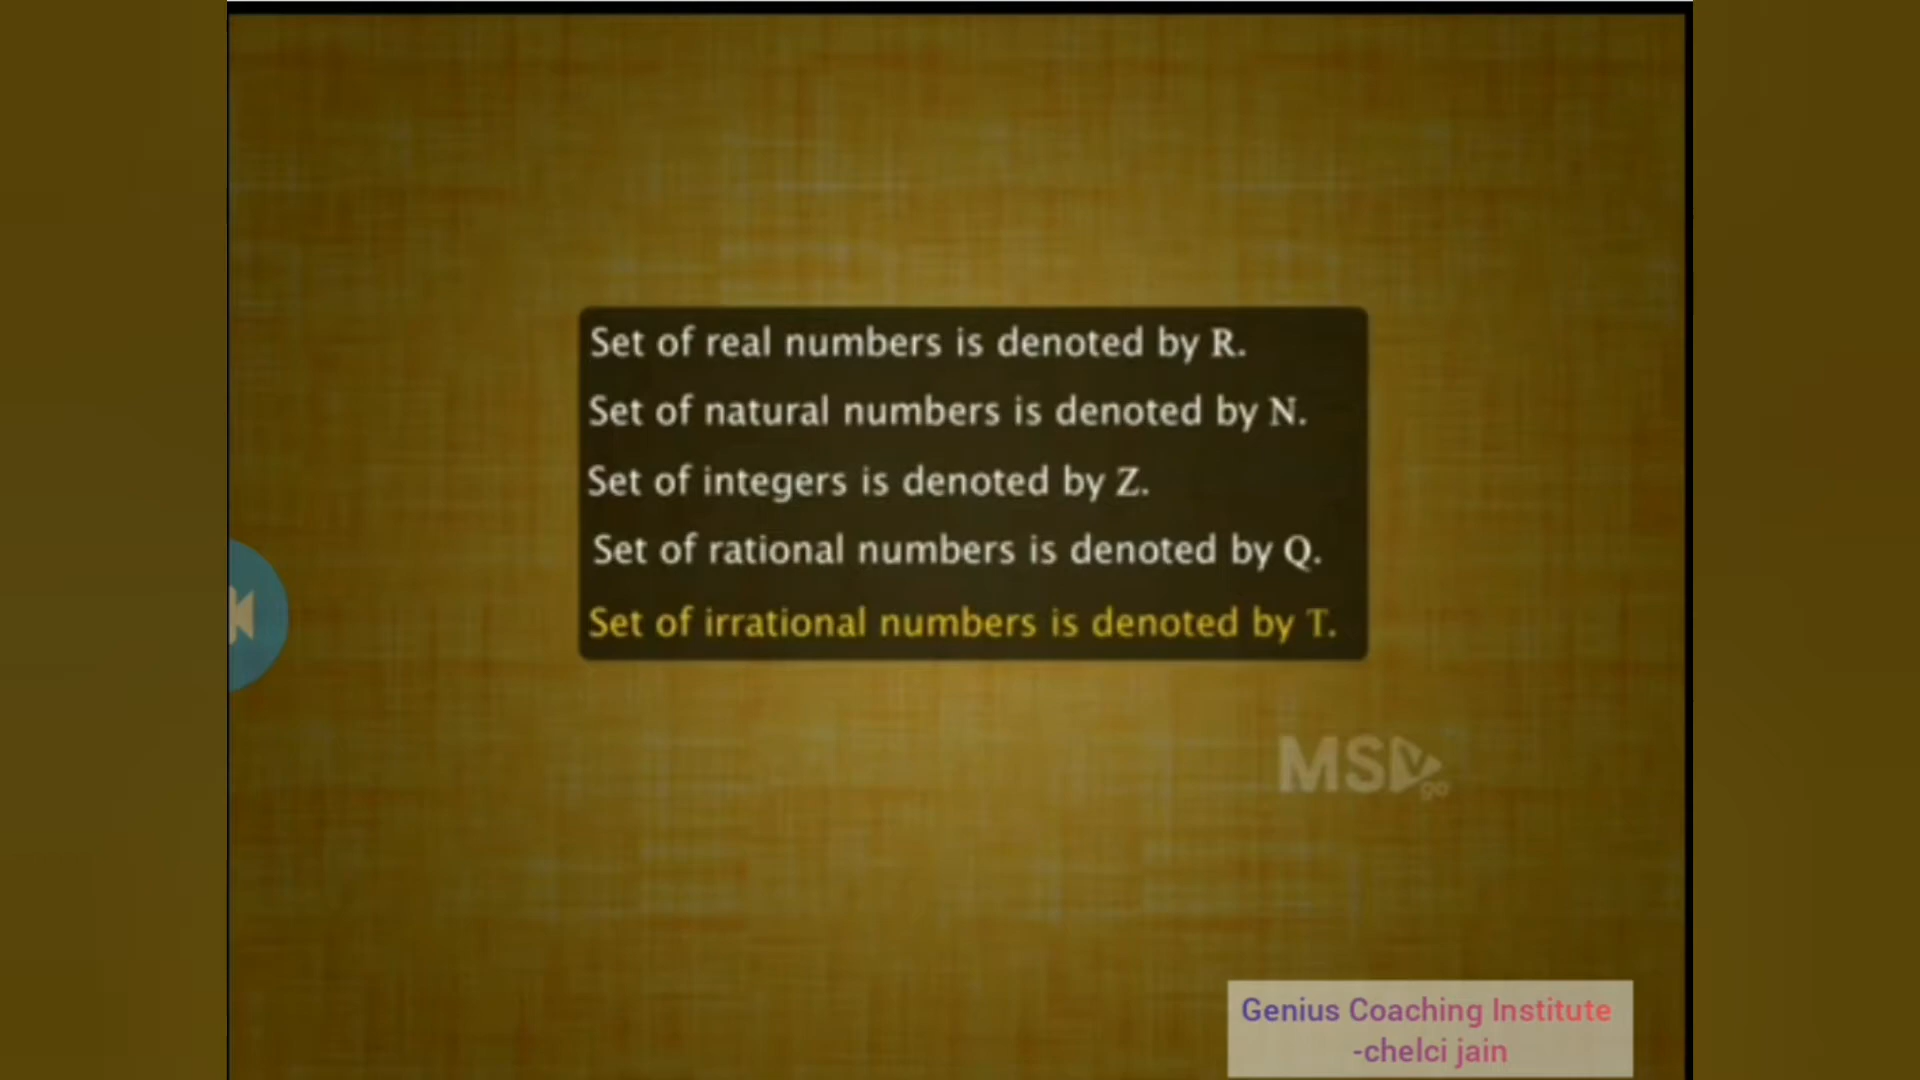 Set of real numbers is denoted by R.
Set of natural numbers is denoted by N.
Set of integers is denoted by Z.
Set of rational numbers is denoted by Q.
Set of irrational numbers is denoted by T.
MSDV go
Genius Coaching Institute
-chelci jain